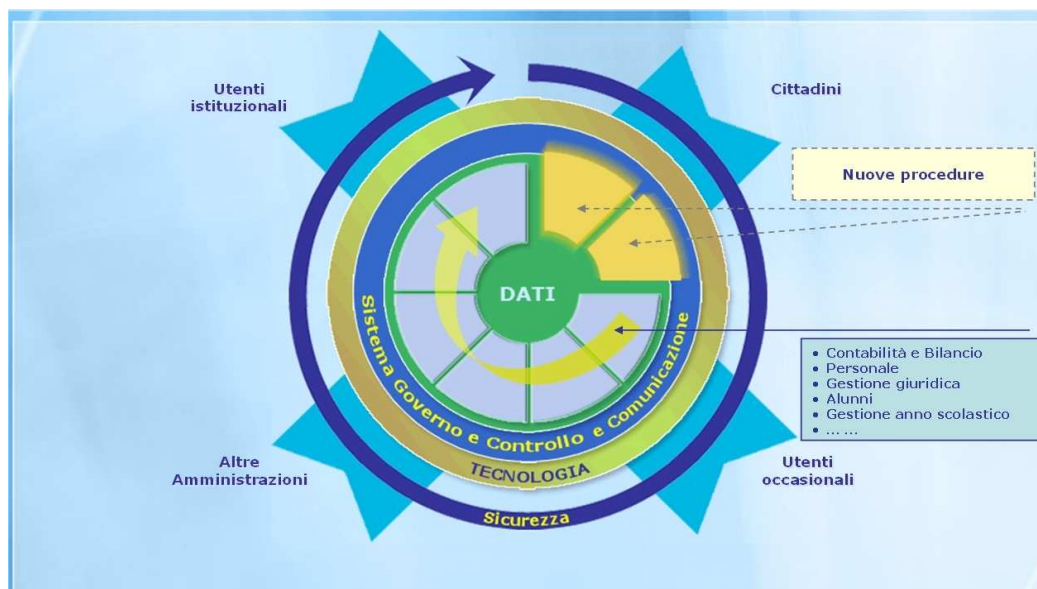 Utenti
istituzionali
Cittadini
Nuove procedure
DATI
Sistema Governo e Controllo e Comunicazione
TECNOLOGIA
Sicurezza
• Contabilità e Bilancio
• Personale
• Gestione giuridica
• Alunni
• Gestione anno scolastico
• ... ...
Altre
Amministrazioni
Utenti
occasionali